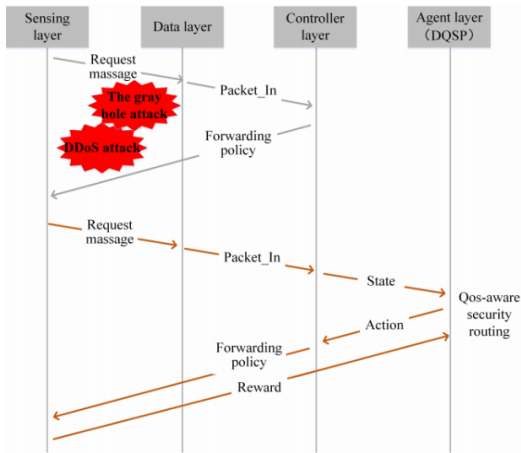 Sensing
layer
Data layer
Controller
layer
Agent layer
（DQSP）
Request
massage
Packet_In
The gray
hole attack
DDoS attack
Forwarding
policy
Request
massage
Packet_In
State
Qos-aware
security
routing
Action
Forwarding
policy
Reward